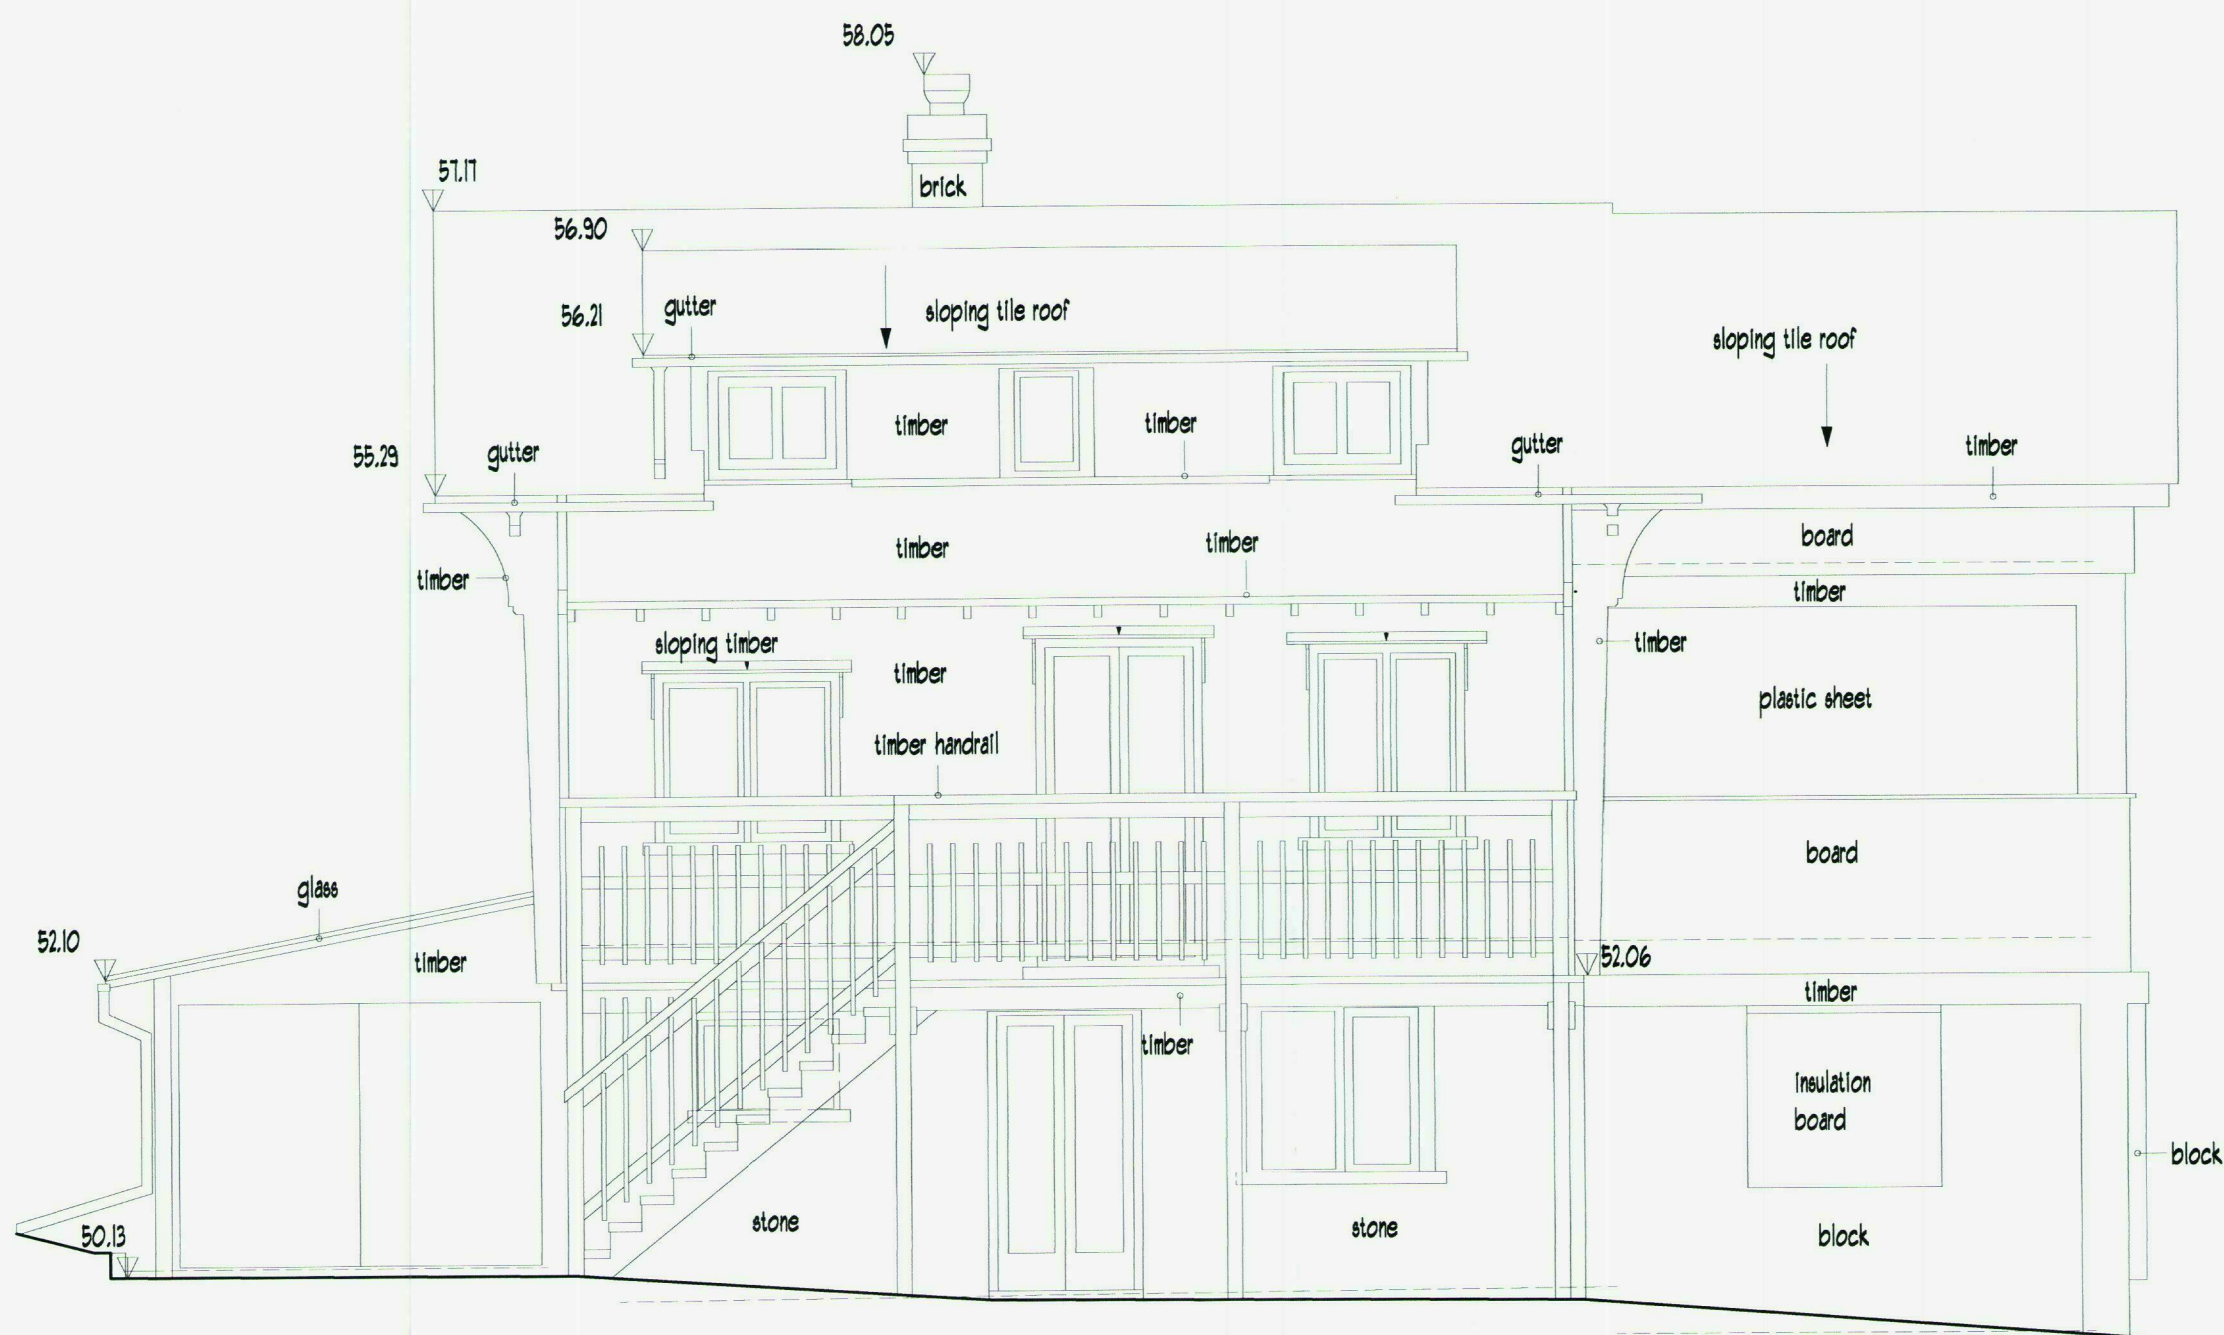 58.05
57.17
brick
56.90
56.21
gutter
sloping tile roof
sloping tile roof
timber
timber
55.29
gutter
gutter
timber
timber
timber
board
timber
timber
sloping timber
timber
timber
plastic sheet
timber handrail
board
glass
52.10
timber
52.06
timber
timber
insulation
board
block
50.13
stone
stone
block